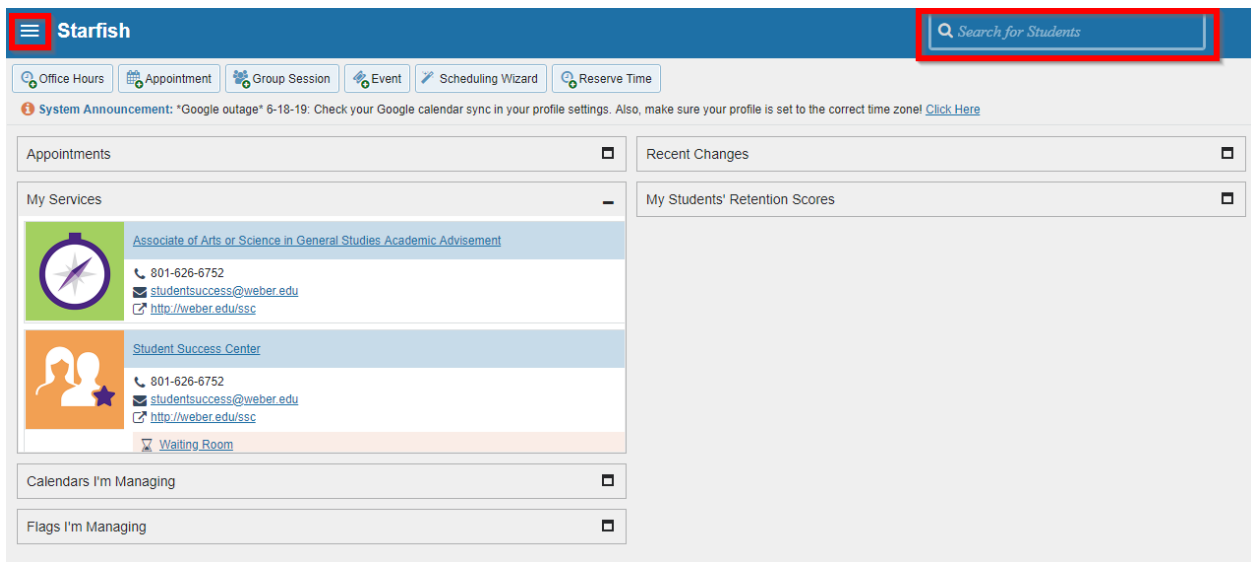 Starfish
Search for Students
Office Hours Appointment Group Session Event Scheduling Wizard Reserve Time
System Announcement: *Google outage* 6-18-19: Check your Google calendar sync in your profile settings. Also, make sure your profile is set to the correct time zone! Click Here
Appointments
My Services
Associate of Arts or Science in General Studies Academic Advisement
801-626-6752
studentsuccess@weber.edu
http://weber.edu/ssc
Student Success Center
801-626-6752
studentsuccess@weber.edu
http://weber.edu/ssc
Waiting Room
Calendars I'm Managing
Flags I'm Managing
Recent Changes
My Students' Retention Scores